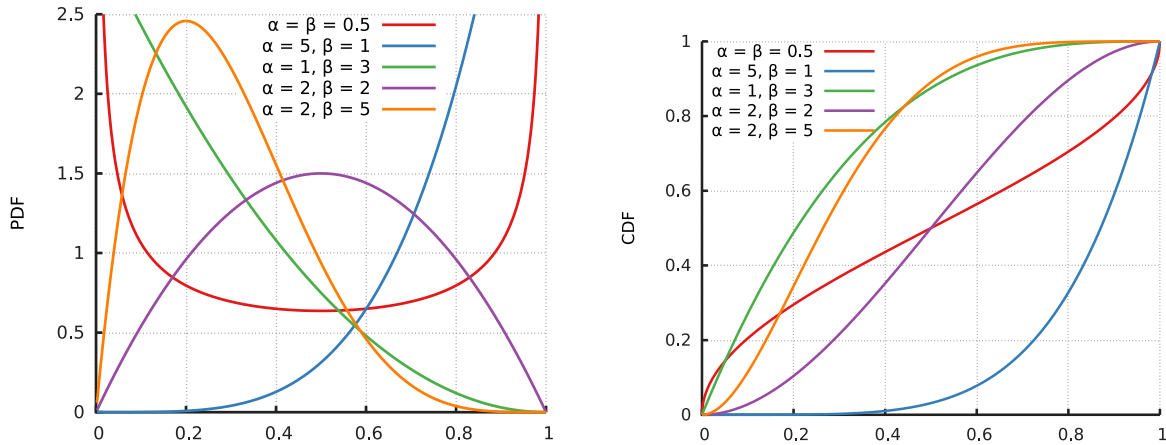 2.5
2
1.5
1
0.5
0
PDF
α = β = 0.5
α = 5, β = 1
α = 1, β = 3
α = 2, β = 2
α = 2, β = 5
0 0.2 0.4 0.6 0.8 1
1
0.8
0.6
0.4
0.2
0
CDF
α = β = 0.5
α = 5, β = 1
α = 1, β = 3
α = 2, β = 2
α = 2, β = 5
0 0.2 0.4 0.6 0.8 1